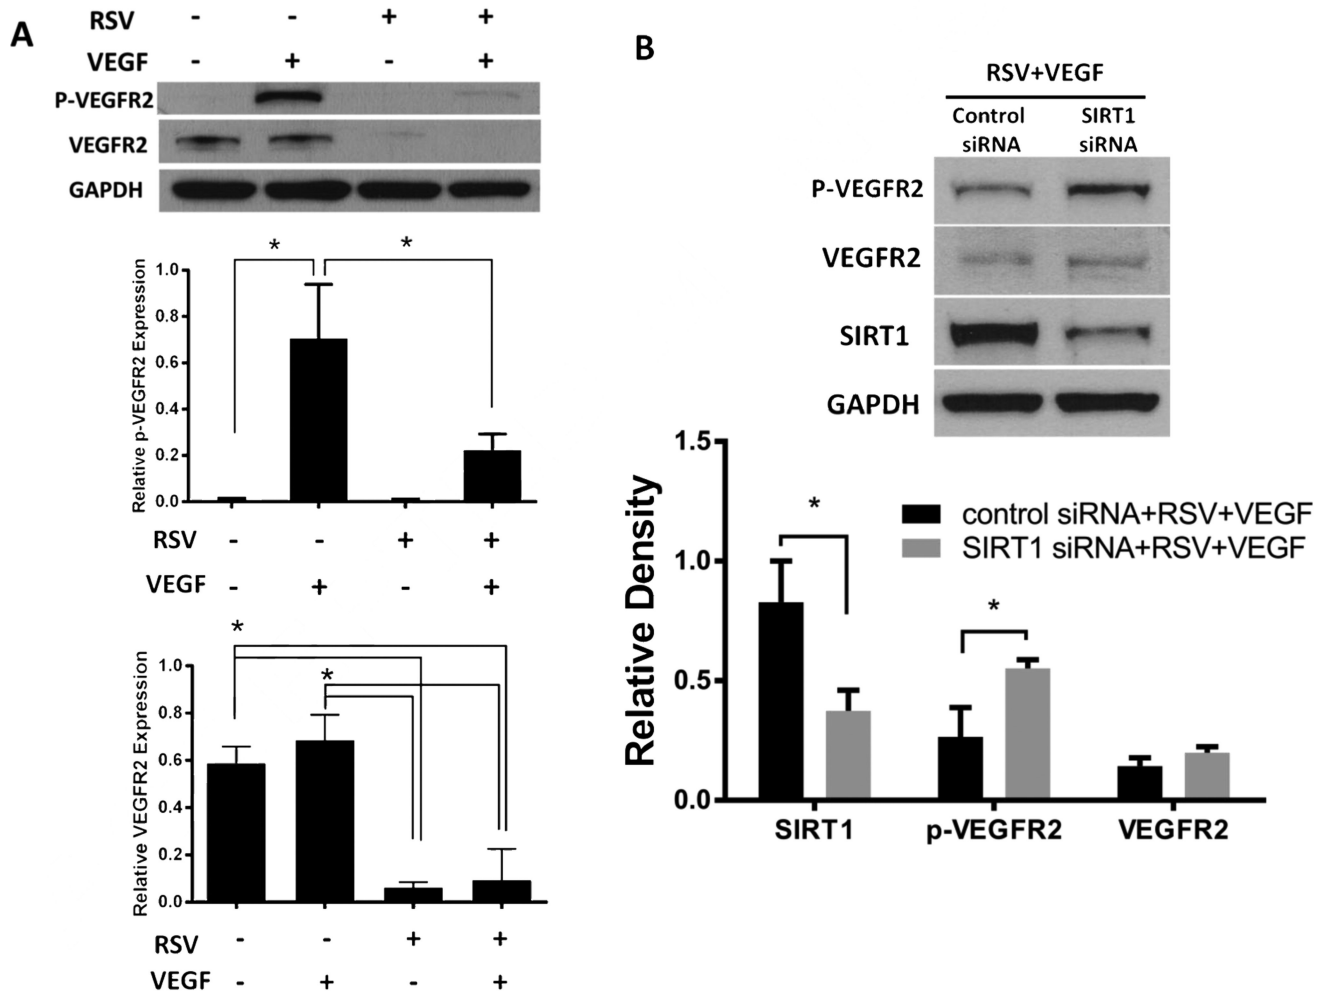 A
RSV - - + +
VEGF - + - +
P-VEGFR2
VEGFR2
GAPDH
* *
Relative p-VEGFR2 Expression
1.0
0.8
0.6
0.4
0.2
0.0
RSV - - + +
VEGF - + - +
*
*
Relative VEGFR2 Expression
1.0
0.8
0.6
0.4
0.2
0.0
RSV - - + +
VEGF - + - +
B
RSV+VEGF
Control siRNA
SIRT1 siRNA
P-VEGFR2
VEGFR2
SIRT1
GAPDH
Relative Density
1.5
1.0
0.5
0.0
*
*
control siRNA+RSV+VEGF
SIRT1 siRNA+RSV+VEGF
SIRT1 p-VEGFR2 VEGFR2